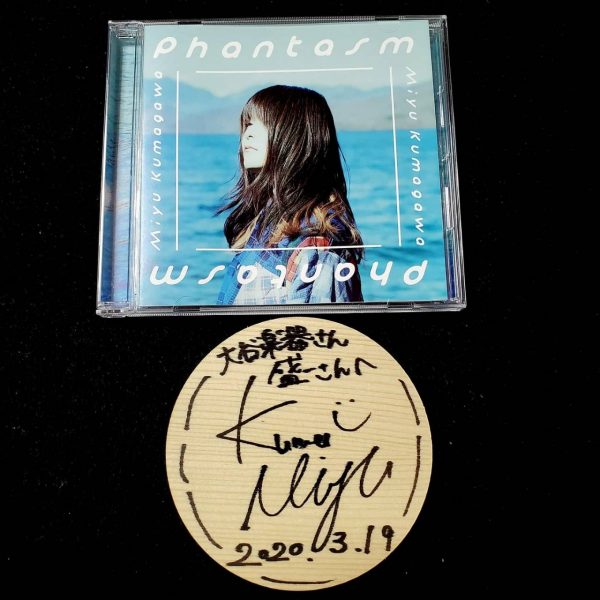 phantasm
Miyu Kumagawa
Miyu Kumagawa
phantasm
大谷楽器さん
盛一さんへ
Kuma
Miyu
2020.3.19